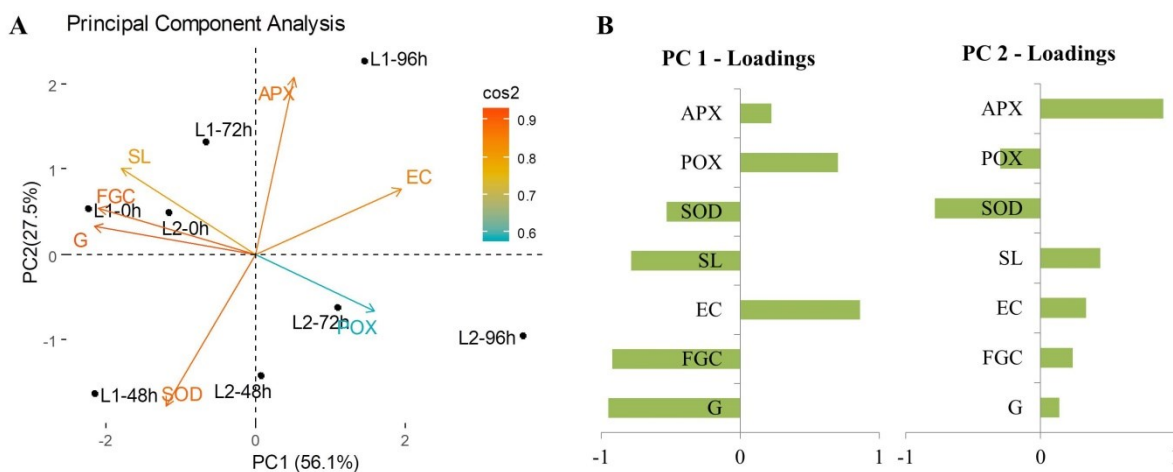 A
Principal Component Analysis
PC2(27.5%)
2
1
0
-1
-2
0
2
PC1 (56.1%)
L1-96h
APX
L1-72h
SL
EC
FGC
L1-0h
L2-0h
G
L2-72h
POX
L2-96h
L2-48h
L1-48h
SOD
cos2
0.9
0.8
0.7
0.6
B
PC 1 - Loadings
APX
POX
SOD
SL
EC
FGC
G
-1
0
1
PC 2 - Loadings
APX
POX
SOD
SL
EC
FGC
G
-1
0
1